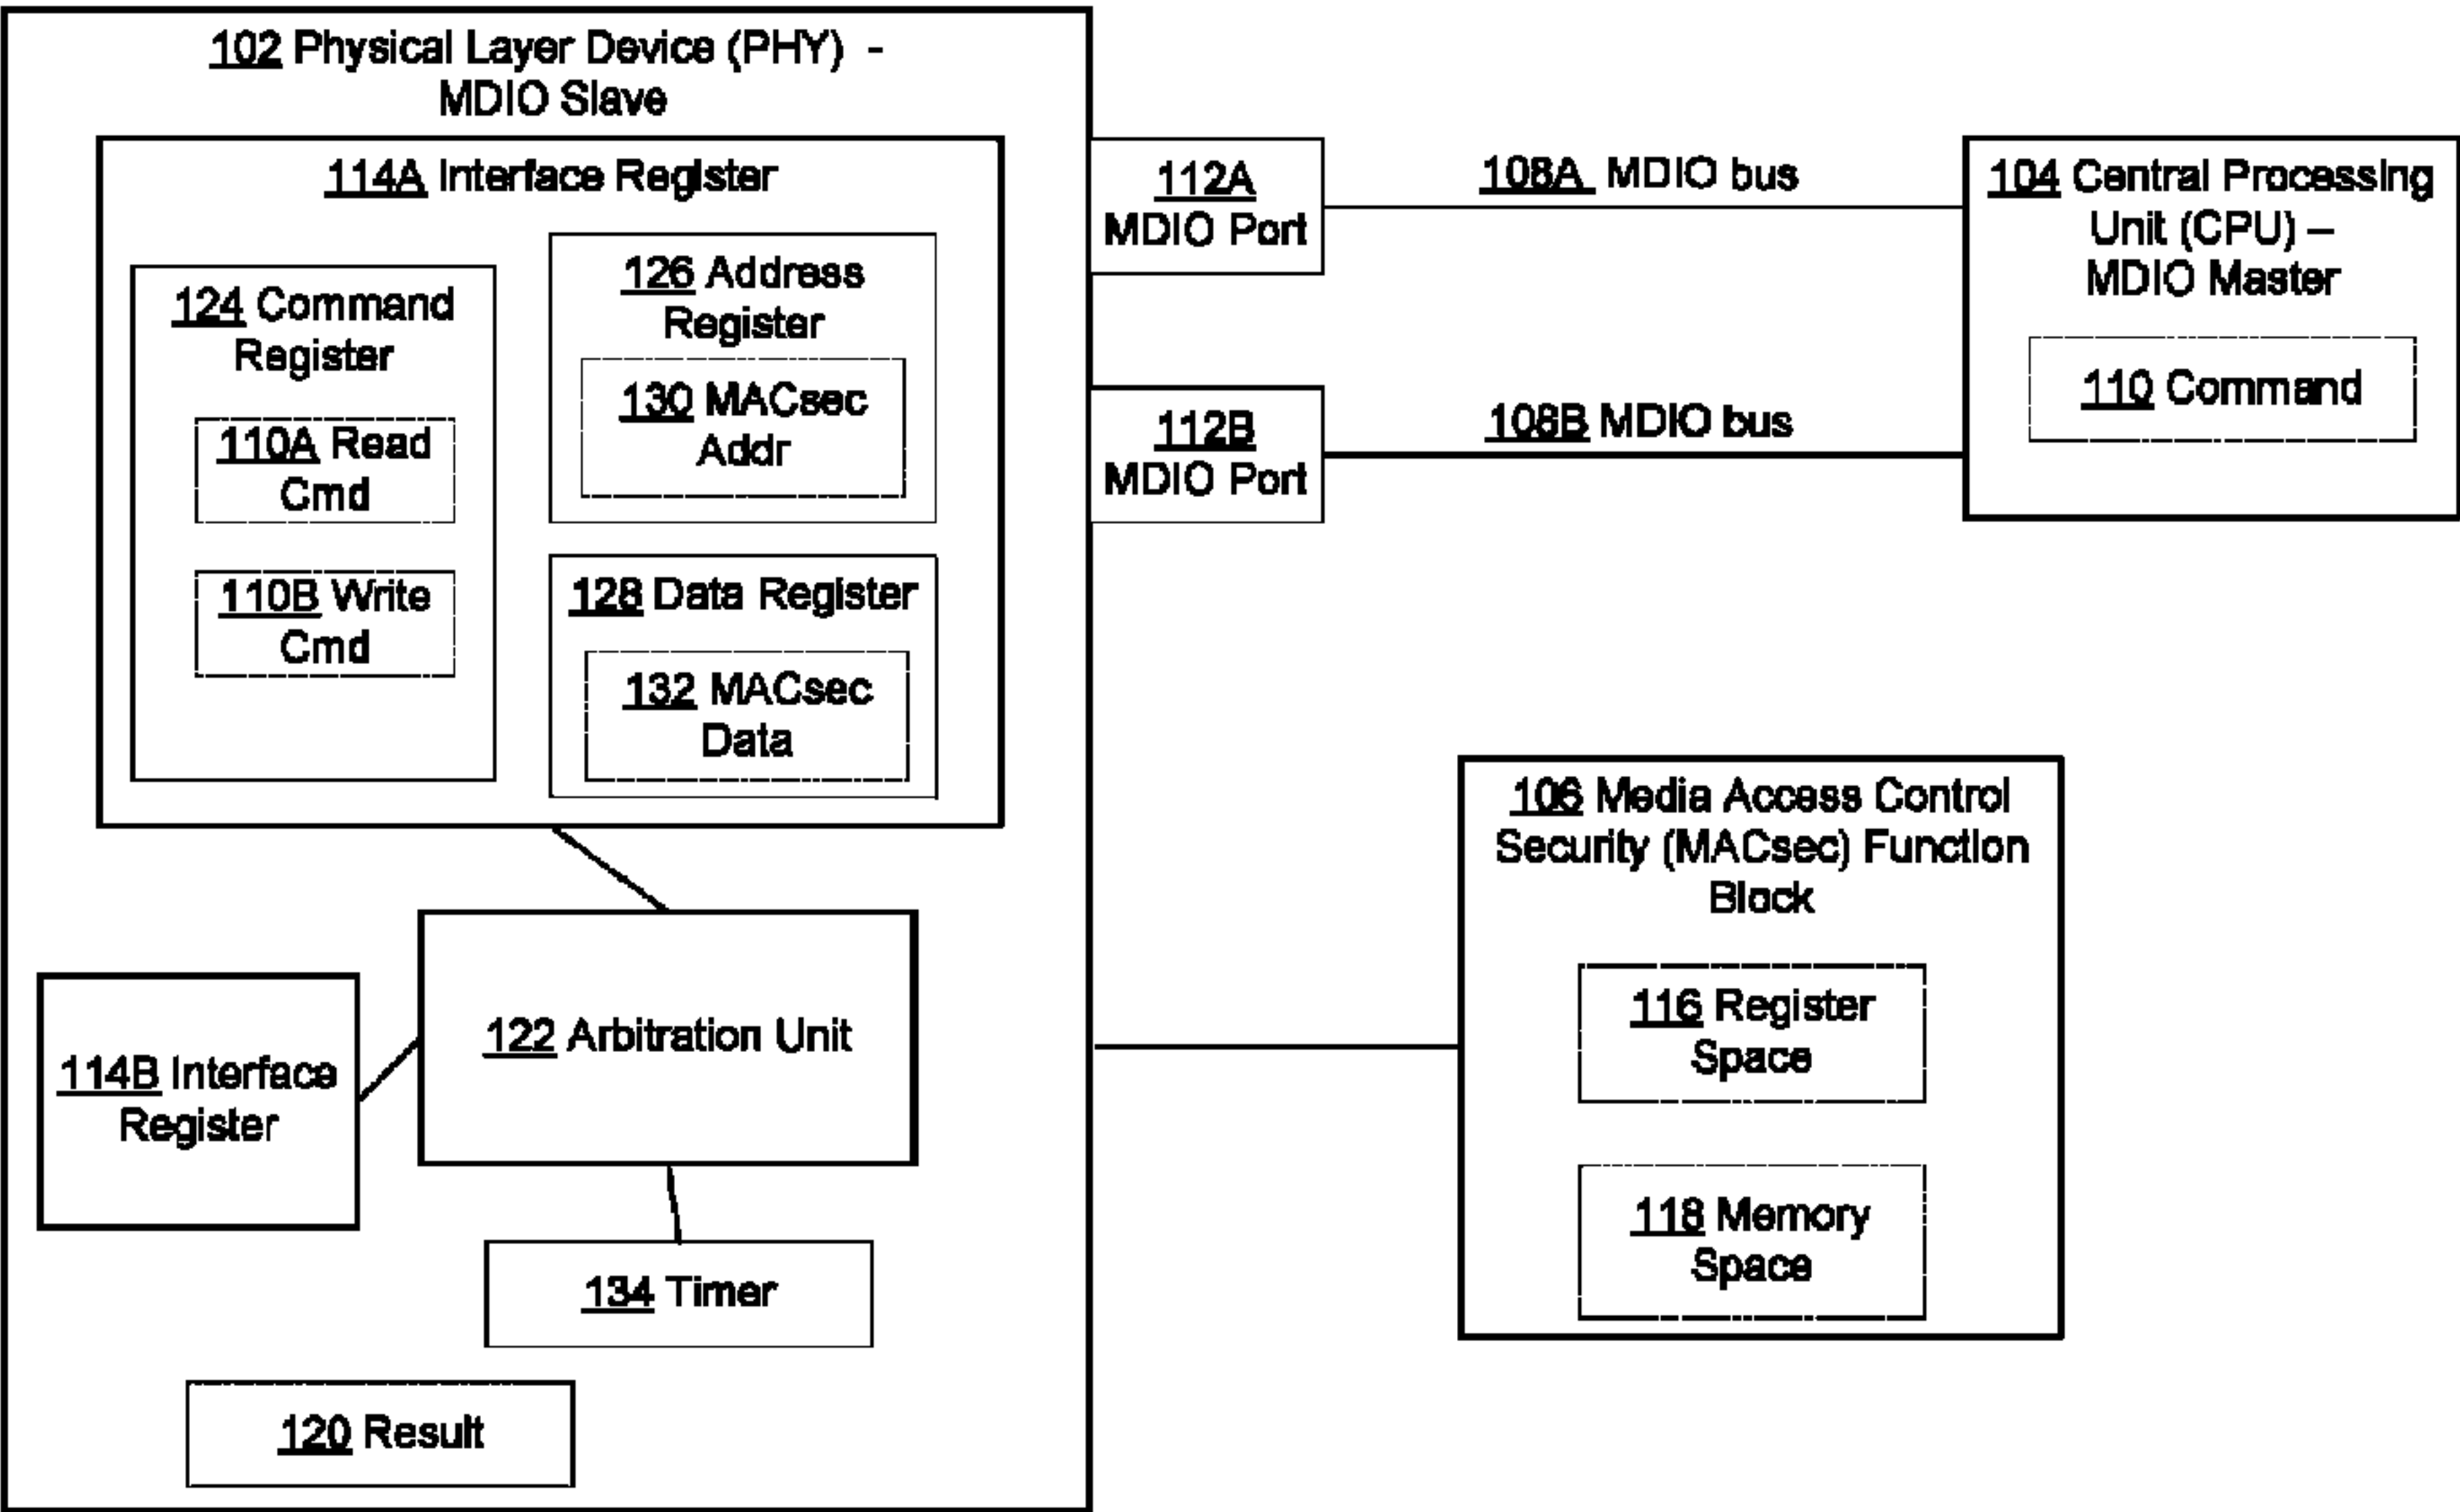 102 Physical Layer Device (PHY) -
MDIO Slave
114A Interface Register
124 Command
Register
110A Read
Cmd
110B Write
Cmd
126 Address
Register
130 MACsec
Addr
128 Data Register
132 MACsec
Data
122 Arbitration Unit
114B Interface
Register
134 Timer
120 Result
112A
MDIO Port
108A MDIO bus
112B
MDIO Port
108B MDIO bus
104 Central Processing
Unit (CPU) –
MDIO Master
110 Command
106 Media Access Control
Security (MACsec) Function
Block
116 Register
Space
118 Memory
Space